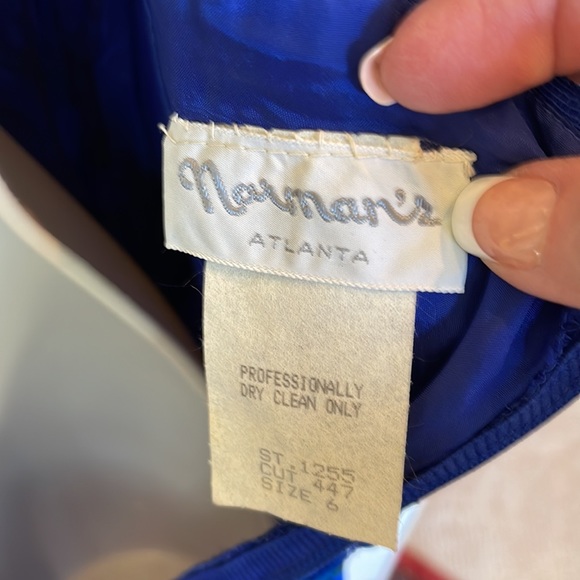 Norman's
ATLANTA
PROFESSIONALLY
DRY CLEAN ONLY
ST. 1255
CUT 447
SIZE 6